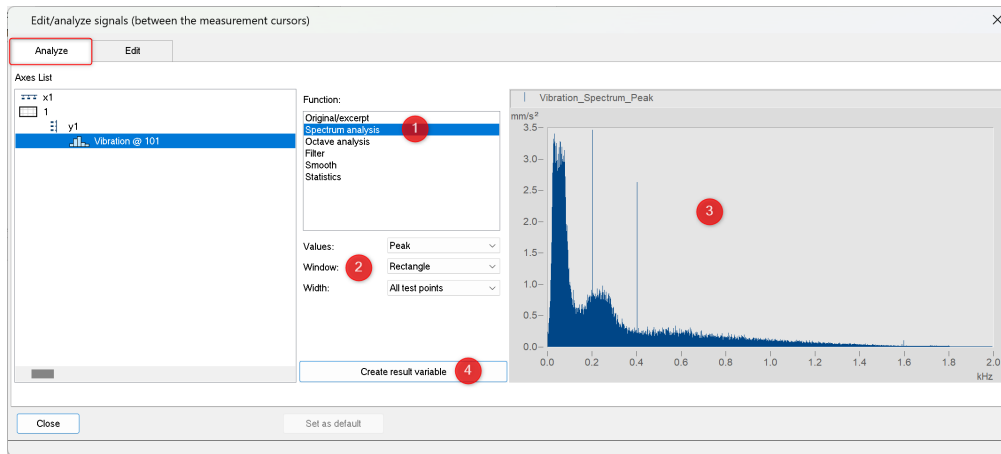 Edit/analyze signals (between the measurement cursors)
Analyze
Edit
Axes List
x1
1
y1
Vibration @ 101
Function:
Original/excerpt
Spectrum analysis
1
Octave analysis
Filter
Smooth
Statistics
Values:
Peak
Window:
2
Rectangle
Width:
All test points
Create result variable
4
Vibration_Spectrum_Peak
mm/s²
3.5
3.0
2.5
2.0
1.5
1.0
0.5
0.0
3
0.0 0.2 0.4 0.6 0.8 1.0 1.2 1.4 1.6 1.8 2.0
kHz
Close
Set as default